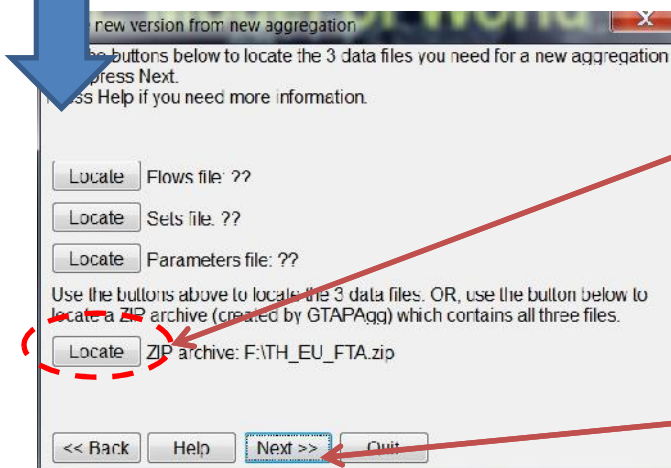 new version from new aggregation
buttons below to locate the 3 data files you need for a new aggregation
press Next.
Help if you need more information.
Locate Flows file: ??
Locate Sets file: ??
Locate Parameters file: ??
Use the buttons above to locate the 3 data files. OR, use the button below to
locate a ZIP archive (created by GTAPAgg) which contains all three files.
Locate ZIP archive: F:\TH_EU_FTA.zip
<< Back Help Next >> Quit